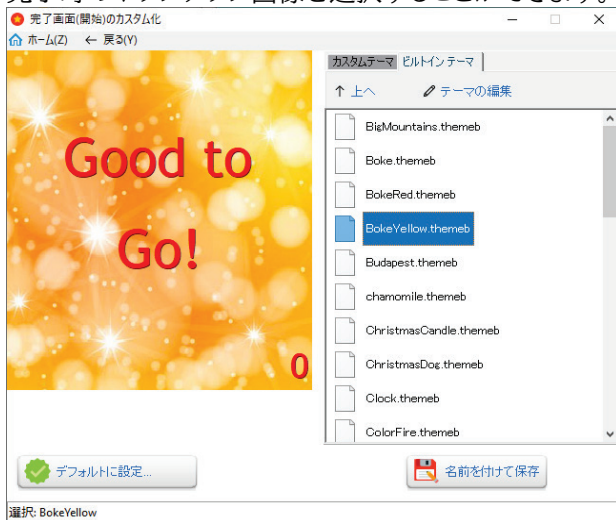 完了画面(開始)のカスタム化
ホーム(Z) ← 戻る(Y)
カスタムテーマ ビルトインテーマ
↑ 上へ テーマの編集
Good to
Go!
0
BigMountains.themeb
Boke.themeb
BokeRed.themeb
BokeYellow.themeb
Budapest.themeb
chamomile.themeb
ChristmasCandle.themeb
ChristmasDog.themeb
Clock.themeb
ColorFire.themeb
デフォルトに設定...
名前を付けて保存
選択: BokeYellow